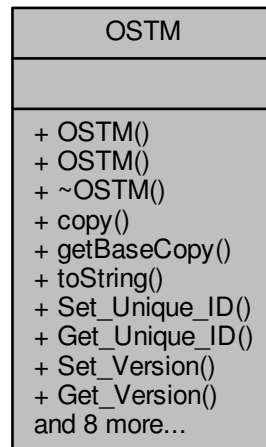 OSTM
+ OSTM()
+ OSTM()
+ ~OSTM()
+ copy()
+ getBaseCopy()
+ toString()
+ Set_Unique_ID()
+ Get_Unique_ID()
+ Set_Version()
+ Get_Version()
and 8 more...